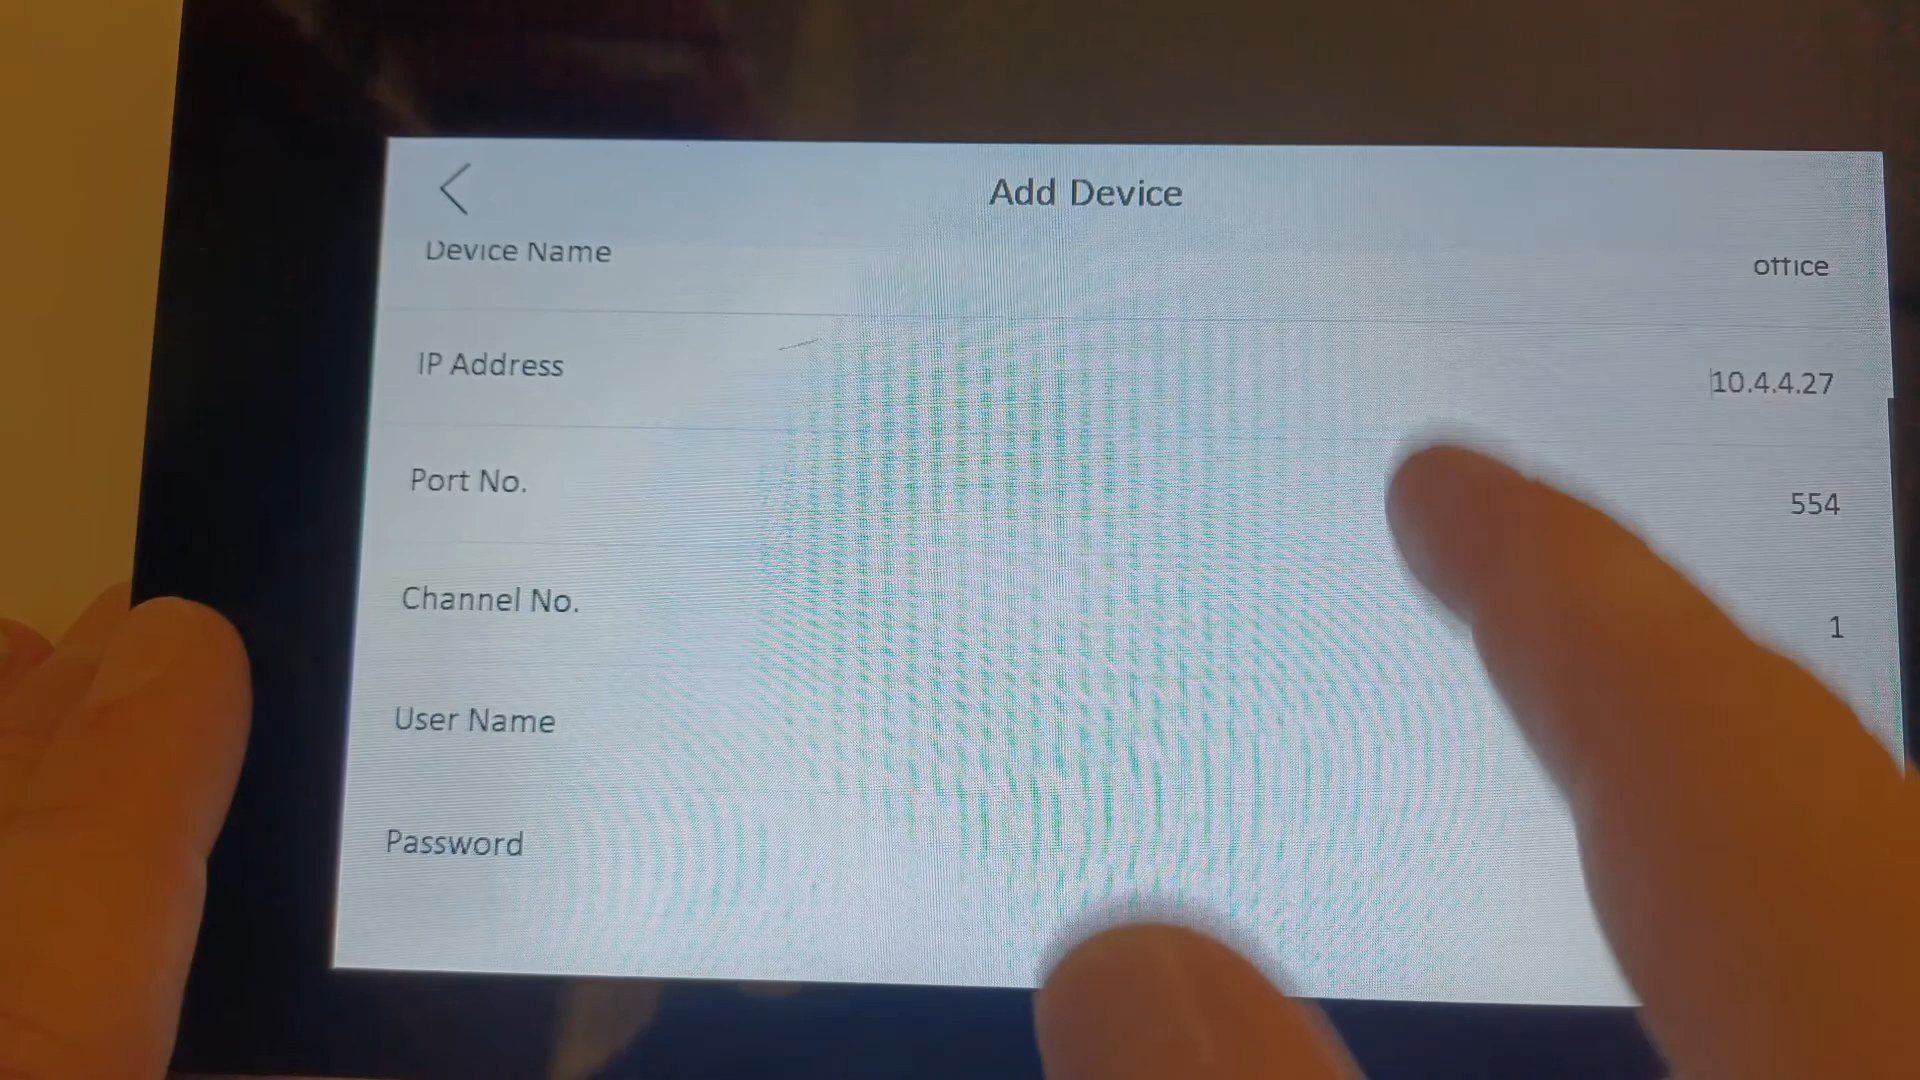 Add Device
Device Name office
IP Address 10.4.4.27
Port No. 554
Channel No. 1
User Name
Password